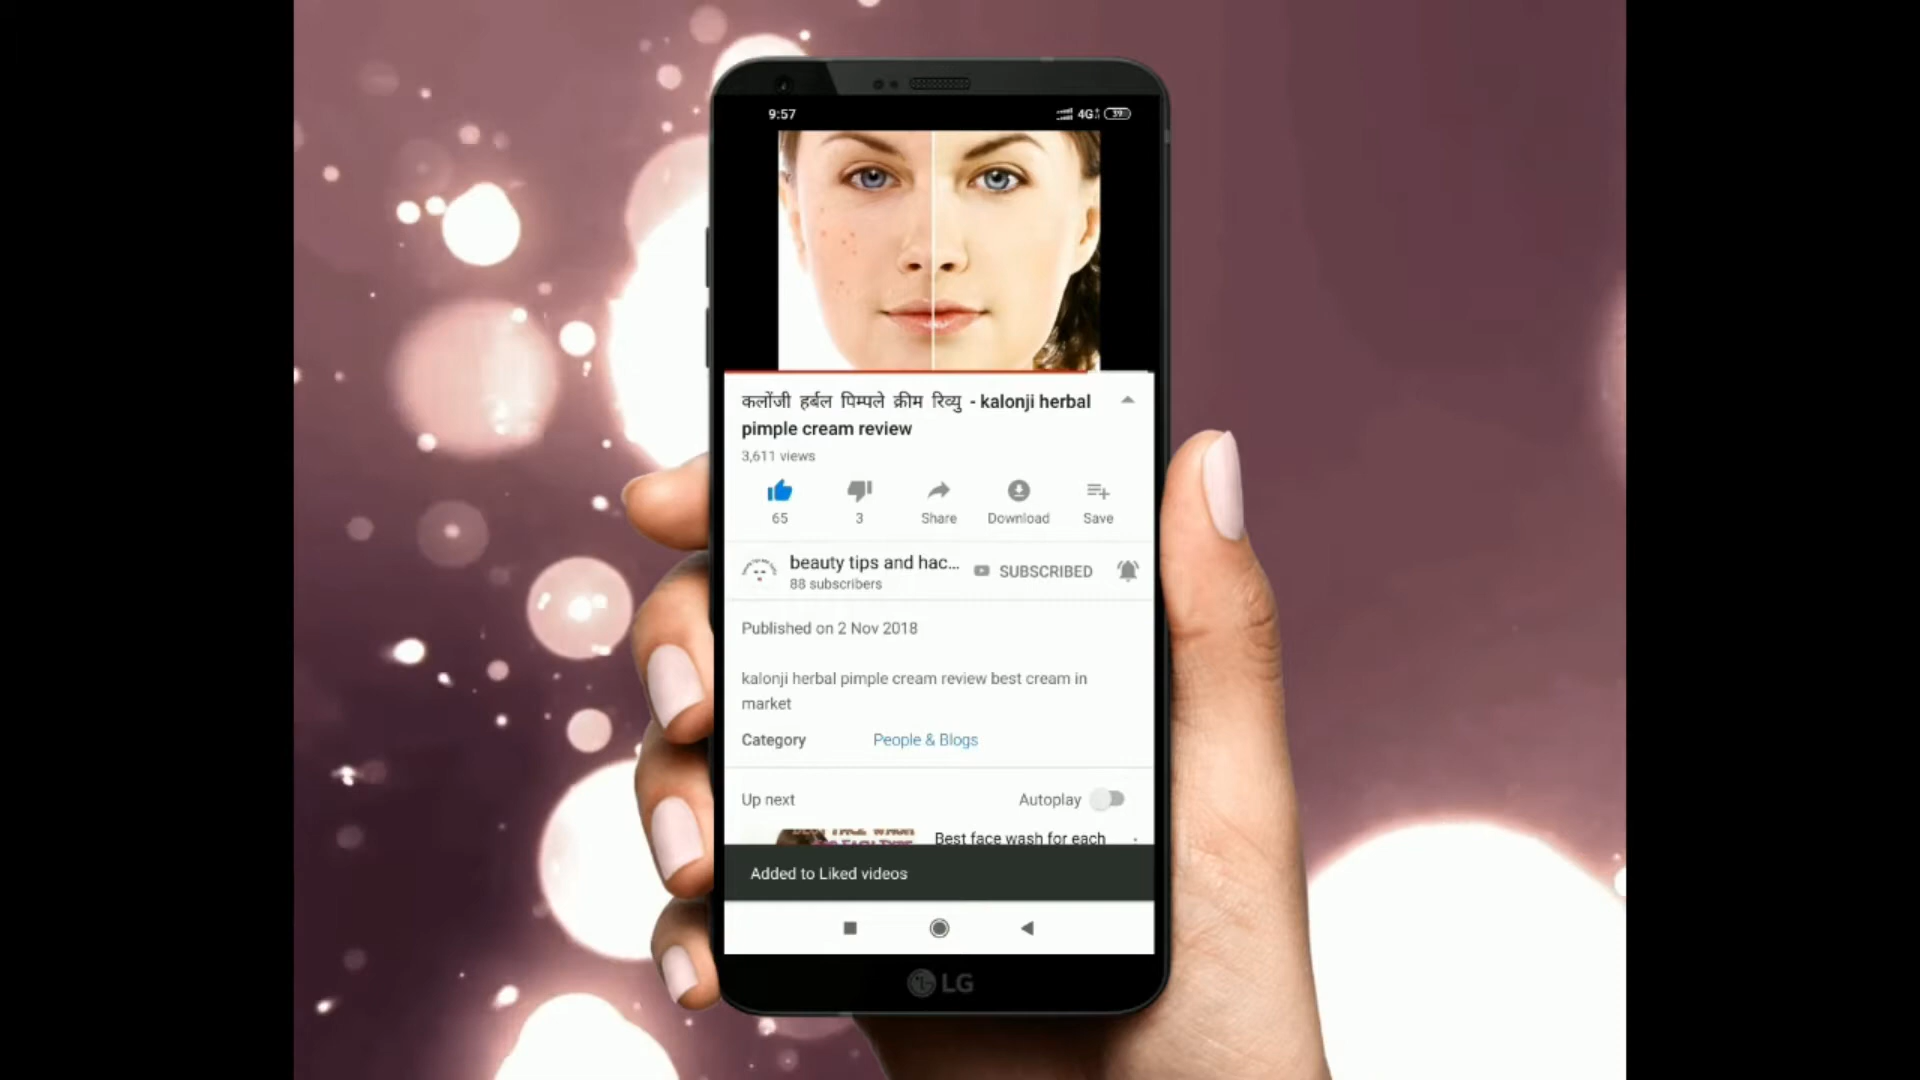 9:57
4G
39
कलोंजी हर्बल पिम्पले क्रीम रिव्यु - kalonji herbal
pimple cream review
3,611 views
65
3
Share
Download
Save
beauty tips and hac...
SUBSCRIBED
88 subscribers
Published on 2 Nov 2018
kalonji herbal pimple cream review best cream in
market
Category
People & Blogs
Up next
Autoplay
Best face wash for each
Added to Liked videos
LG